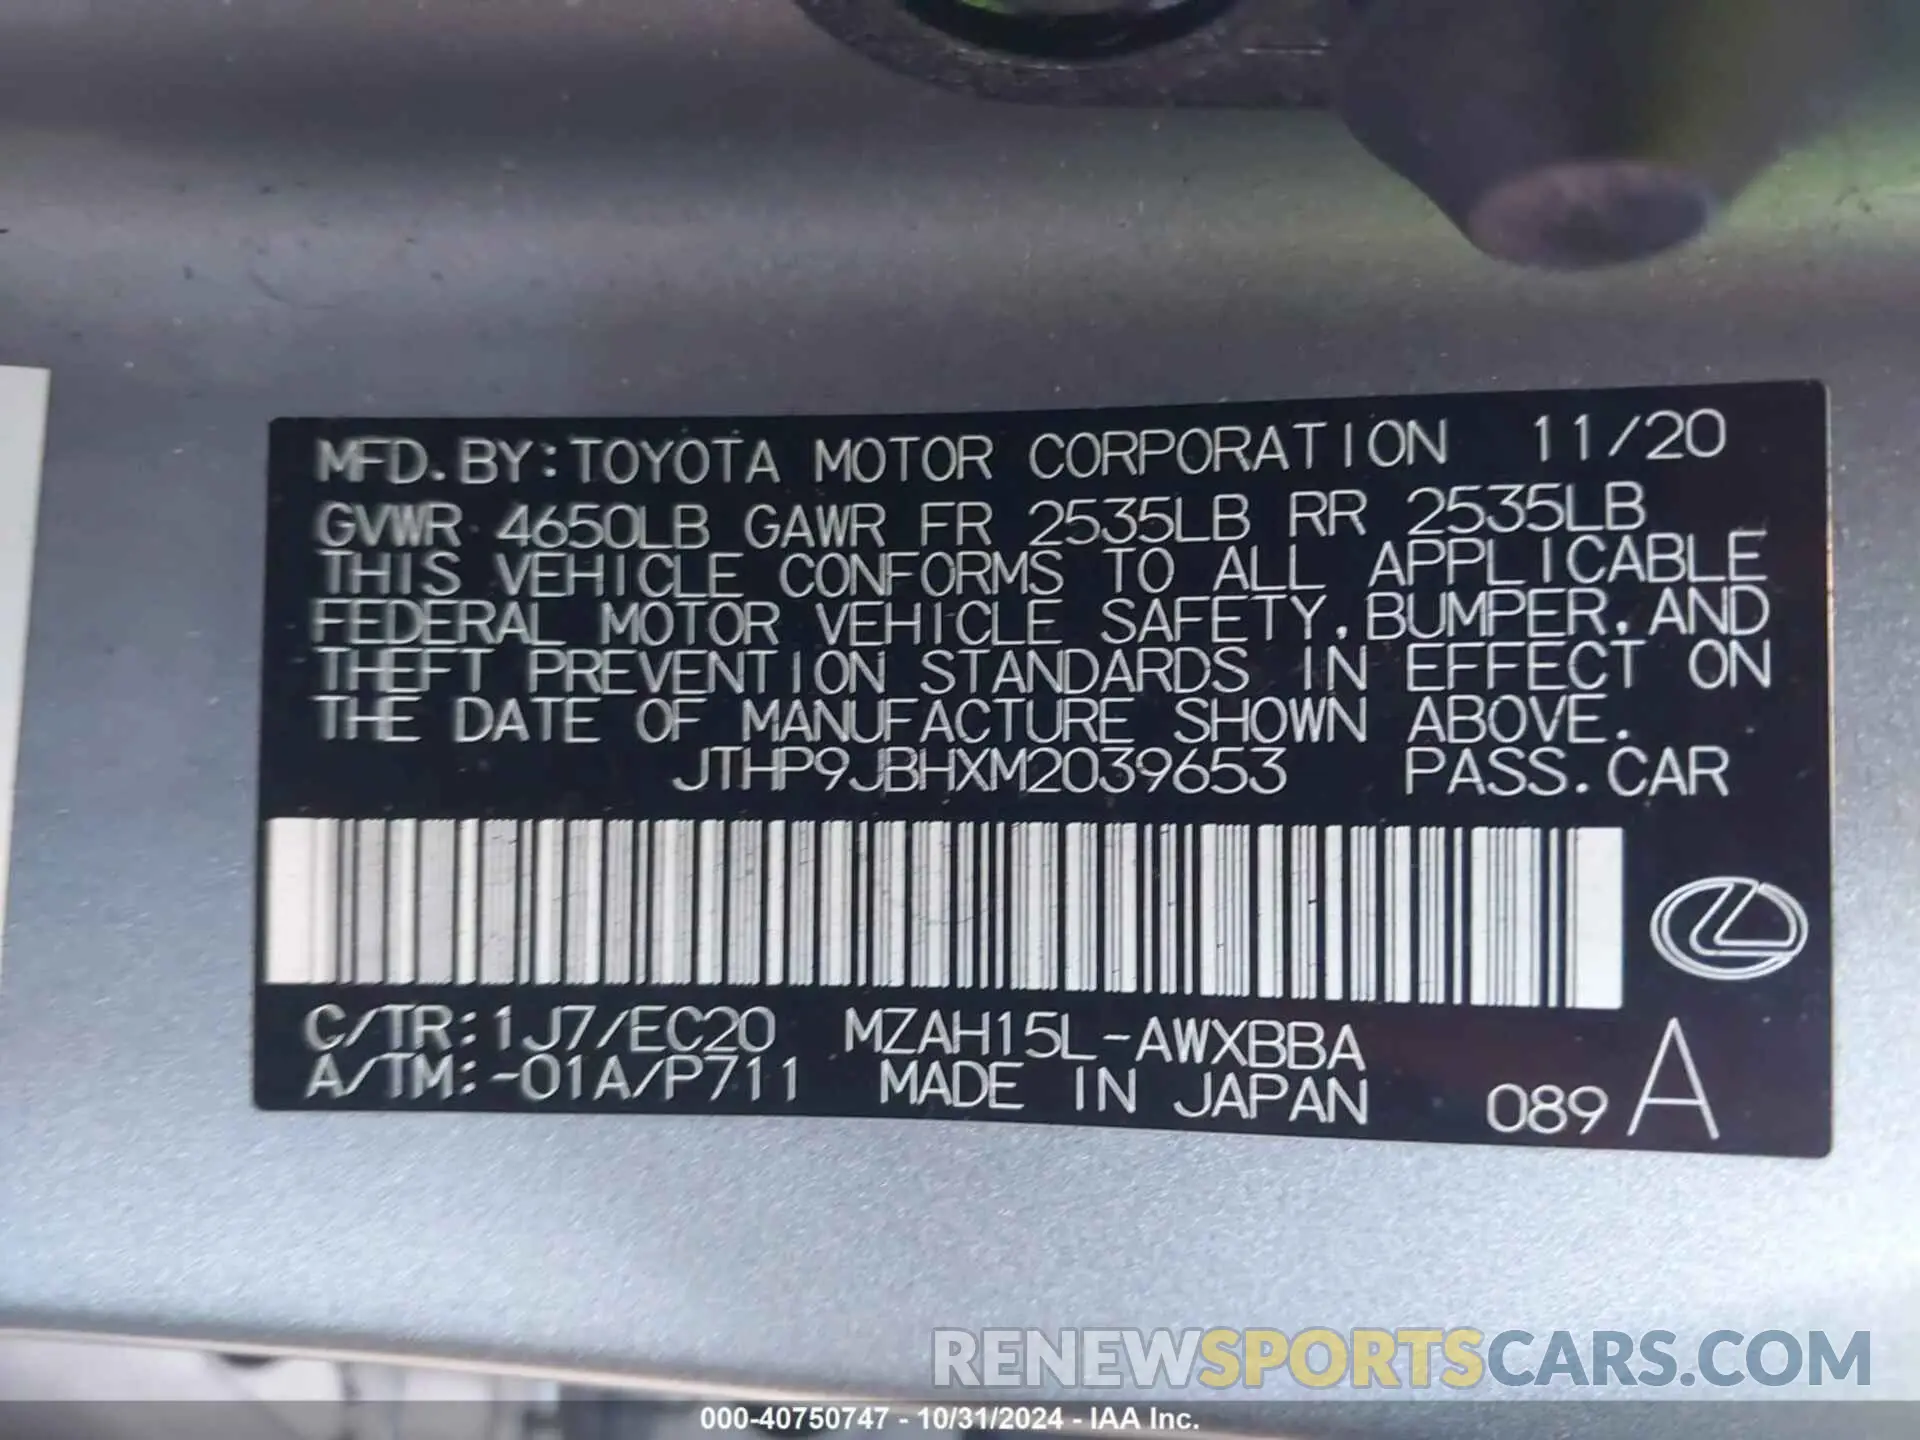 MFD. BY: TOYOTA MOTOR CORPORATION 11/20
GVWR 4650LB GAWR FR 2535LB RR 2535LB
THIS VEHICLE CONFORMS TO ALL APPLICABLE
FEDERAL MOTOR VEHICLE SAFETY, BUMPER, AND
THEFT PREVENTION STANDARDS IN EFFECT ON
THE DATE OF MANUFACTURE SHOWN ABOVE.
JTHP9JBHXM2039653 PASS. CAR
C/TR: 1J7/EC20 MZAH15L-AWXBBA
A/TM: -01A/P711 MADE IN JAPAN 089 A
RENEWSPORTSCARS.COM
000-40750747 - 10/31/2024 - IAA Inc.